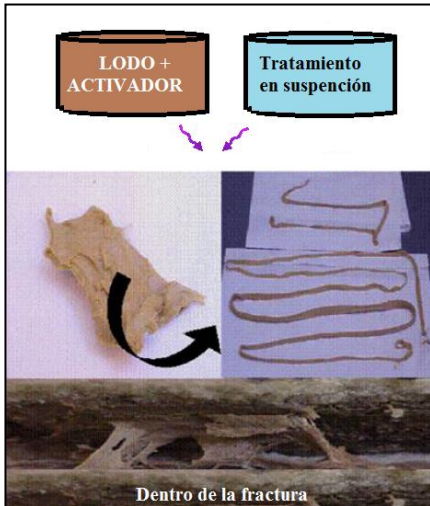 LODO +
ACTIVADOR
Tratamiento
en suspención
Dentro de la fractura